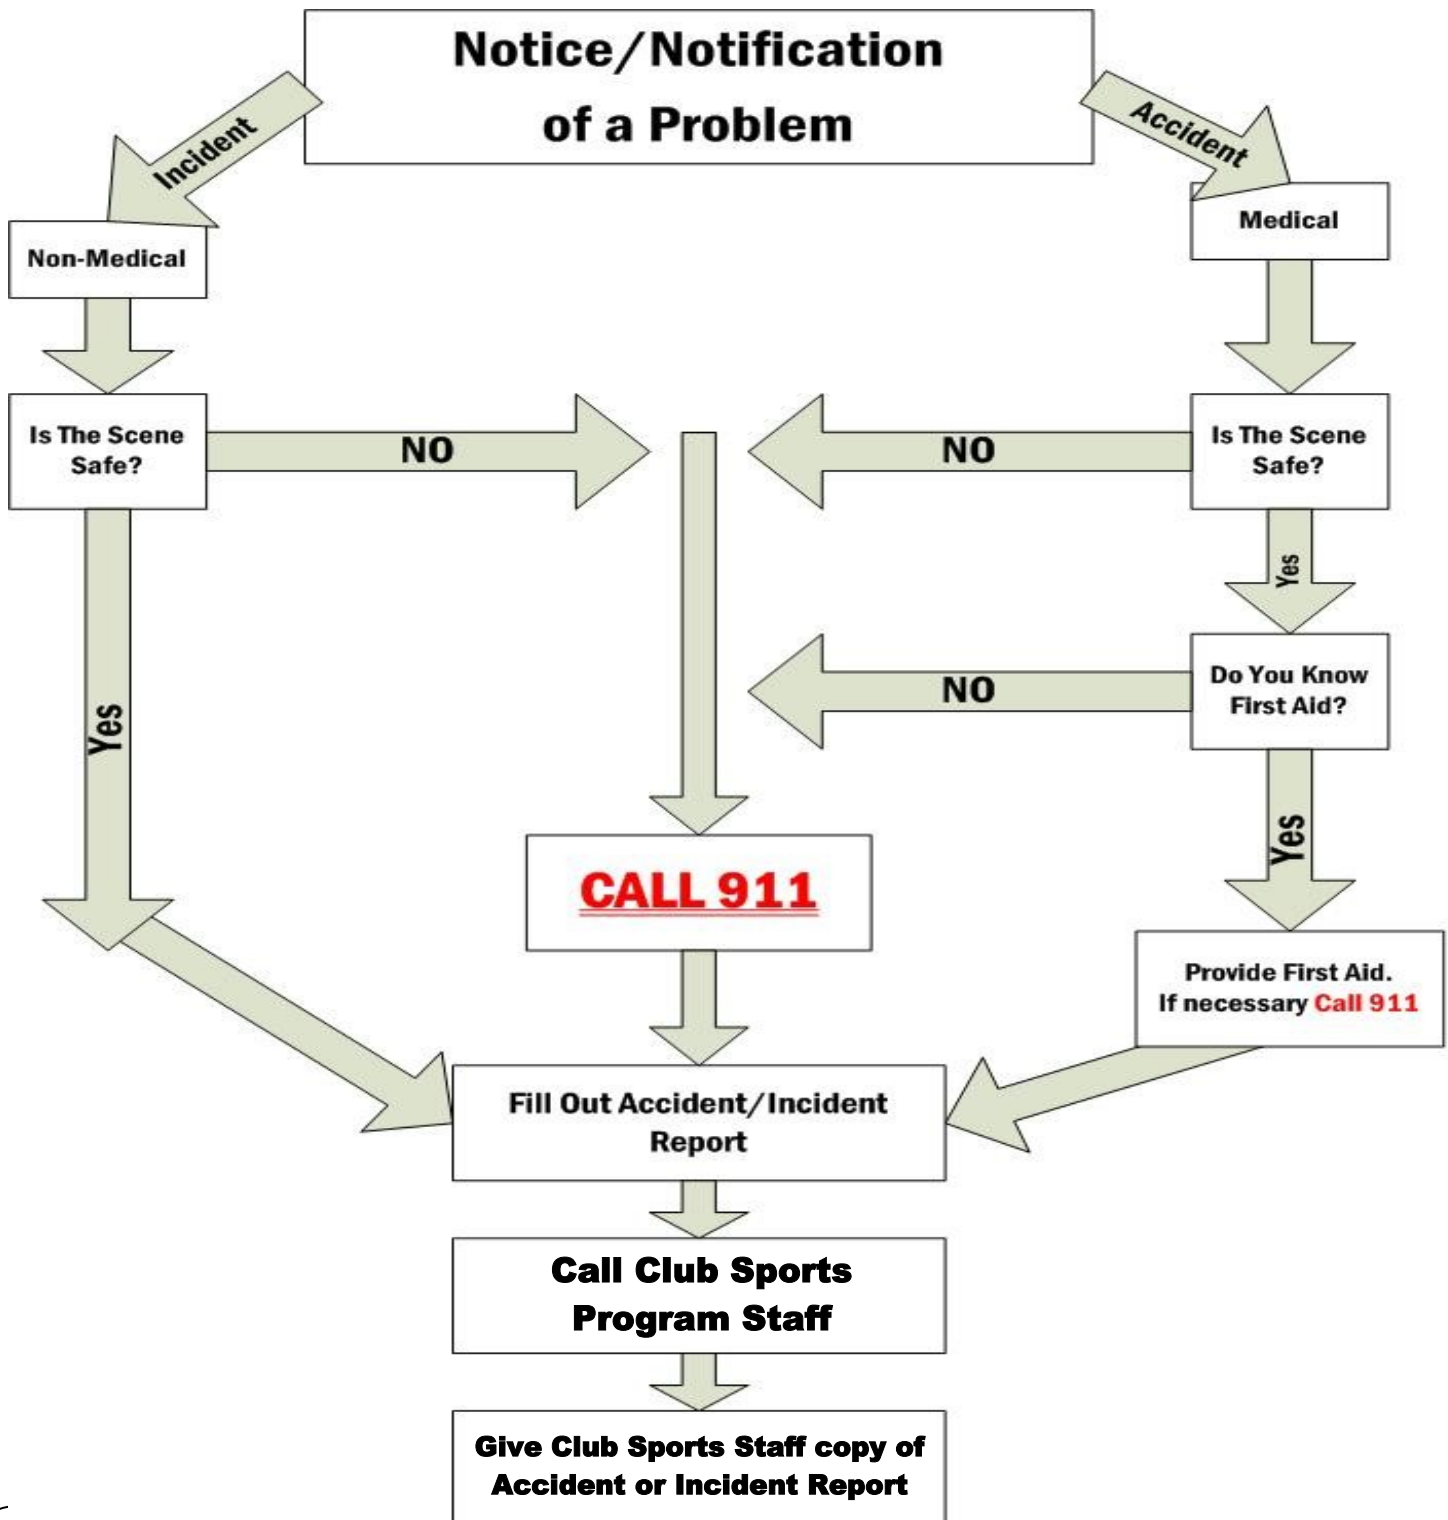 Notice/Notification
of a Problem
Incident
Accident
Non-Medical
Medical
Is The Scene
Safe?
NO
NO
Is The Scene
Safe?
Yes
Yes
NO
Do You Know
First Aid?
Yes
CALL 911
Provide First Aid.
If necessary Call 911
Fill Out Accident/Incident
Report
Call Club Sports
Program Staff
Give Club Sports Staff copy of
Accident or Incident Report